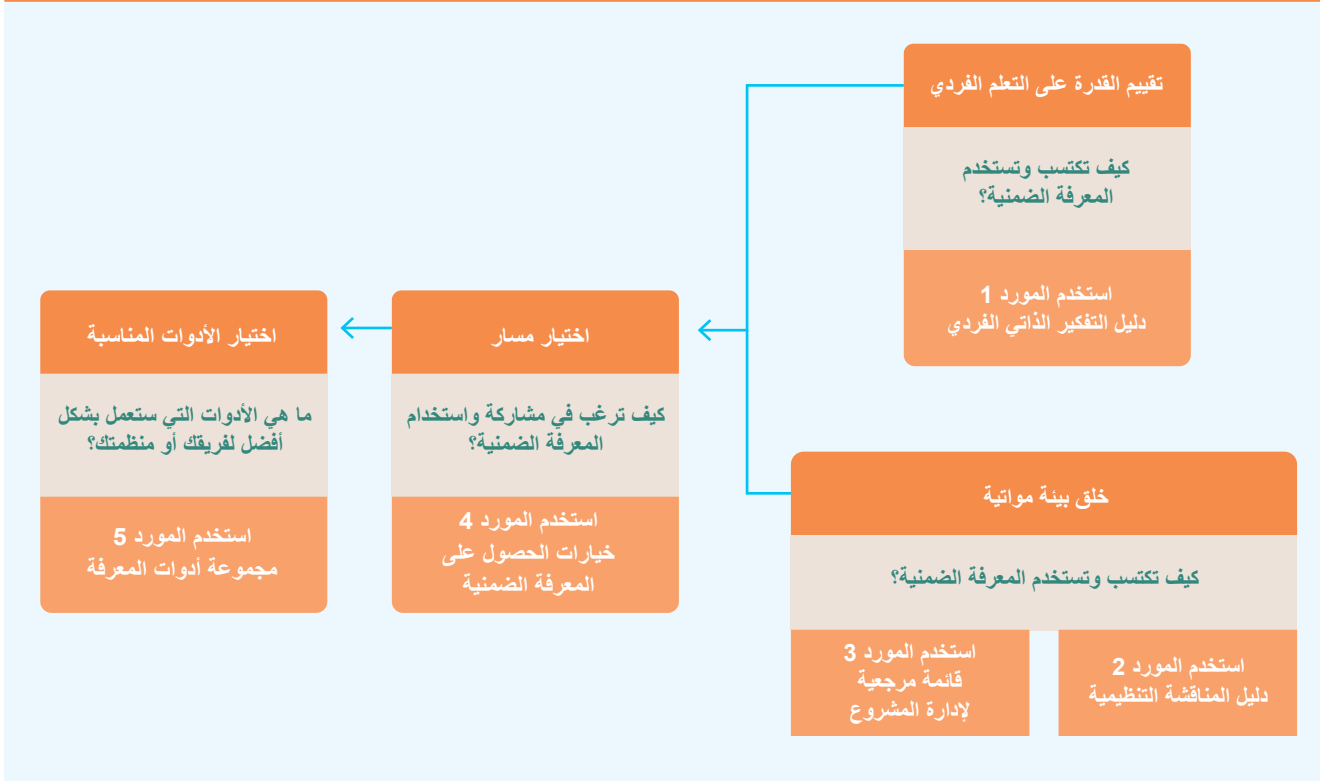 تقييم القدرة على التعلم الفردي
كيف تكتسب وتستخدم
المعرفة الضمنية؟
استخدم المورد 1
دليل التفكير الذاتي الفردي
خلق بيئة مواتية
كيف تكتسب وتستخدم المعرفة الضمنية؟
استخدم المورد 2
دليل المناقشة التنظيمية
استخدم المورد 3
قائمة مرجعية
لإدارة المشروع
اختيار مسار
كيف ترغب في مشاركة واستخدام
المعرفة الضمنية؟
استخدم المورد 4
خيارات الحصول على
المعرفة الضمنية
اختيار الأدوات المناسبة
ما هي الأدوات التي ستعمل بشكل
أفضل لفريقك أو منظمتك؟
استخدم المورد 5
مجموعة أدوات المعرفة